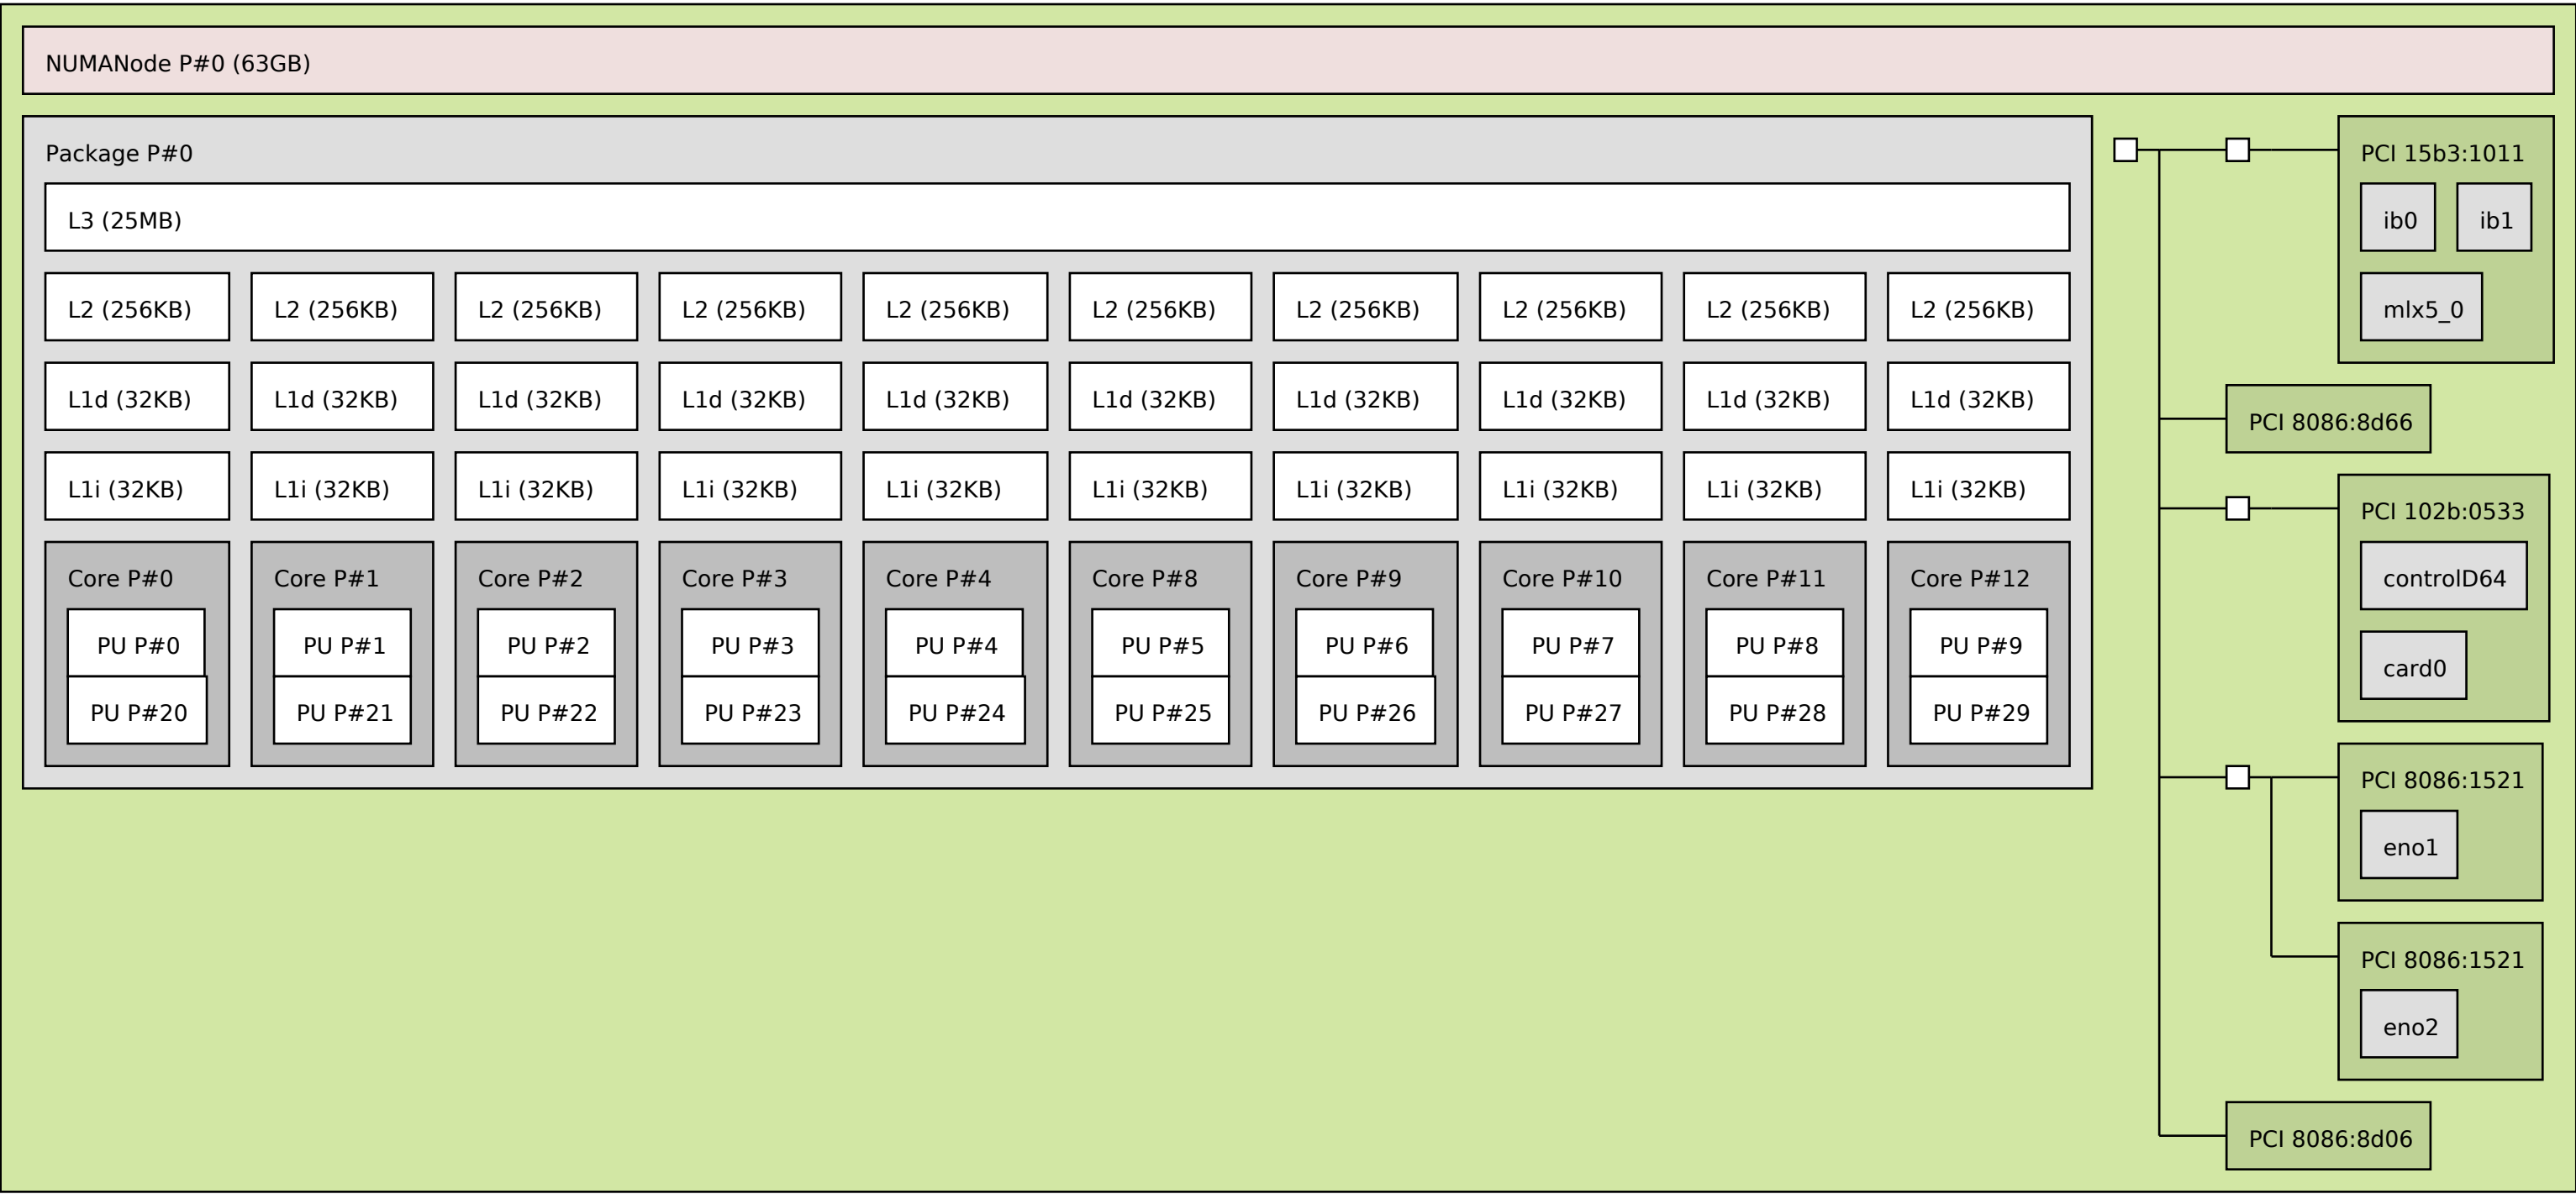 NUMANode P#0 (63GB)
Package P#0
L3 (25MB)
L2 (256KB) L2 (256KB) L2 (256KB) L2 (256KB) L2 (256KB) L2 (256KB) L2 (256KB) L2 (256KB) L2 (256KB) L2 (256KB)
L1d (32KB) L1d (32KB) L1d (32KB) L1d (32KB) L1d (32KB) L1d (32KB) L1d (32KB) L1d (32KB) L1d (32KB) L1d (32KB)
L1i (32KB) L1i (32KB) L1i (32KB) L1i (32KB) L1i (32KB) L1i (32KB) L1i (32KB) L1i (32KB) L1i (32KB) L1i (32KB)
Core P#0 Core P#1 Core P#2 Core P#3 Core P#4 Core P#8 Core P#9 Core P#10 Core P#11 Core P#12
PU P#0 PU P#1 PU P#2 PU P#3 PU P#4 PU P#5 PU P#6 PU P#7 PU P#8 PU P#9
PU P#20 PU P#21 PU P#22 PU P#23 PU P#24 PU P#25 PU P#26 PU P#27 PU P#28 PU P#29
PCI 15b3:1011
ib0 ib1
mlx5_0
PCI 8086:8d66
PCI 102b:0533
controlD64
card0
PCI 8086:1521
eno1
PCI 8086:1521
eno2
PCI 8086:8d06